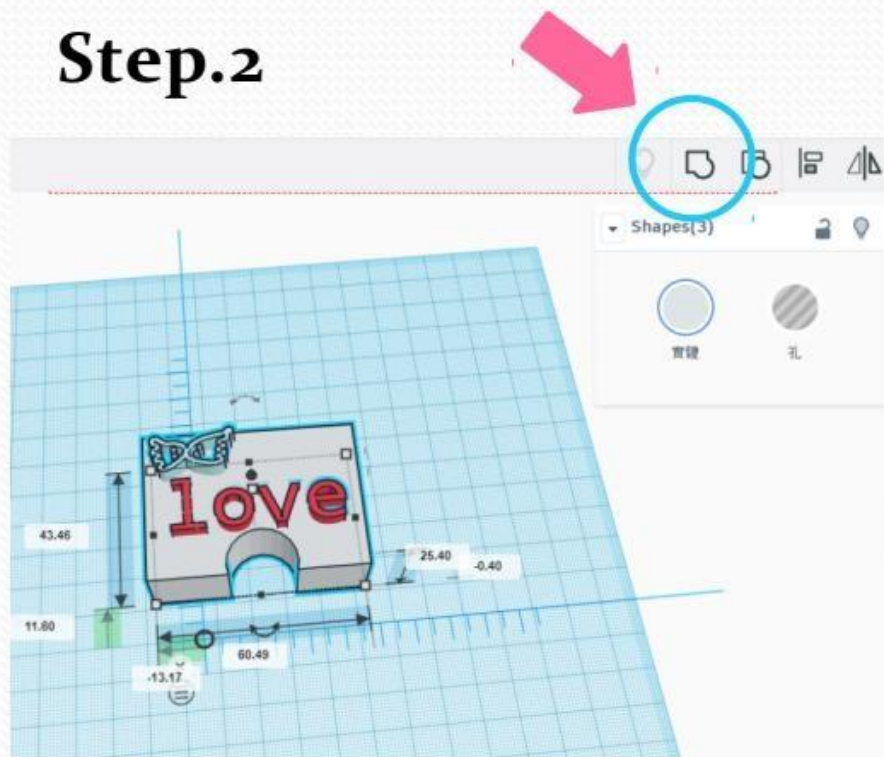 Step.2
Shapes(3)
實體
孔
love
43.46
25.40
-0.40
11.60
60.49
-13.17